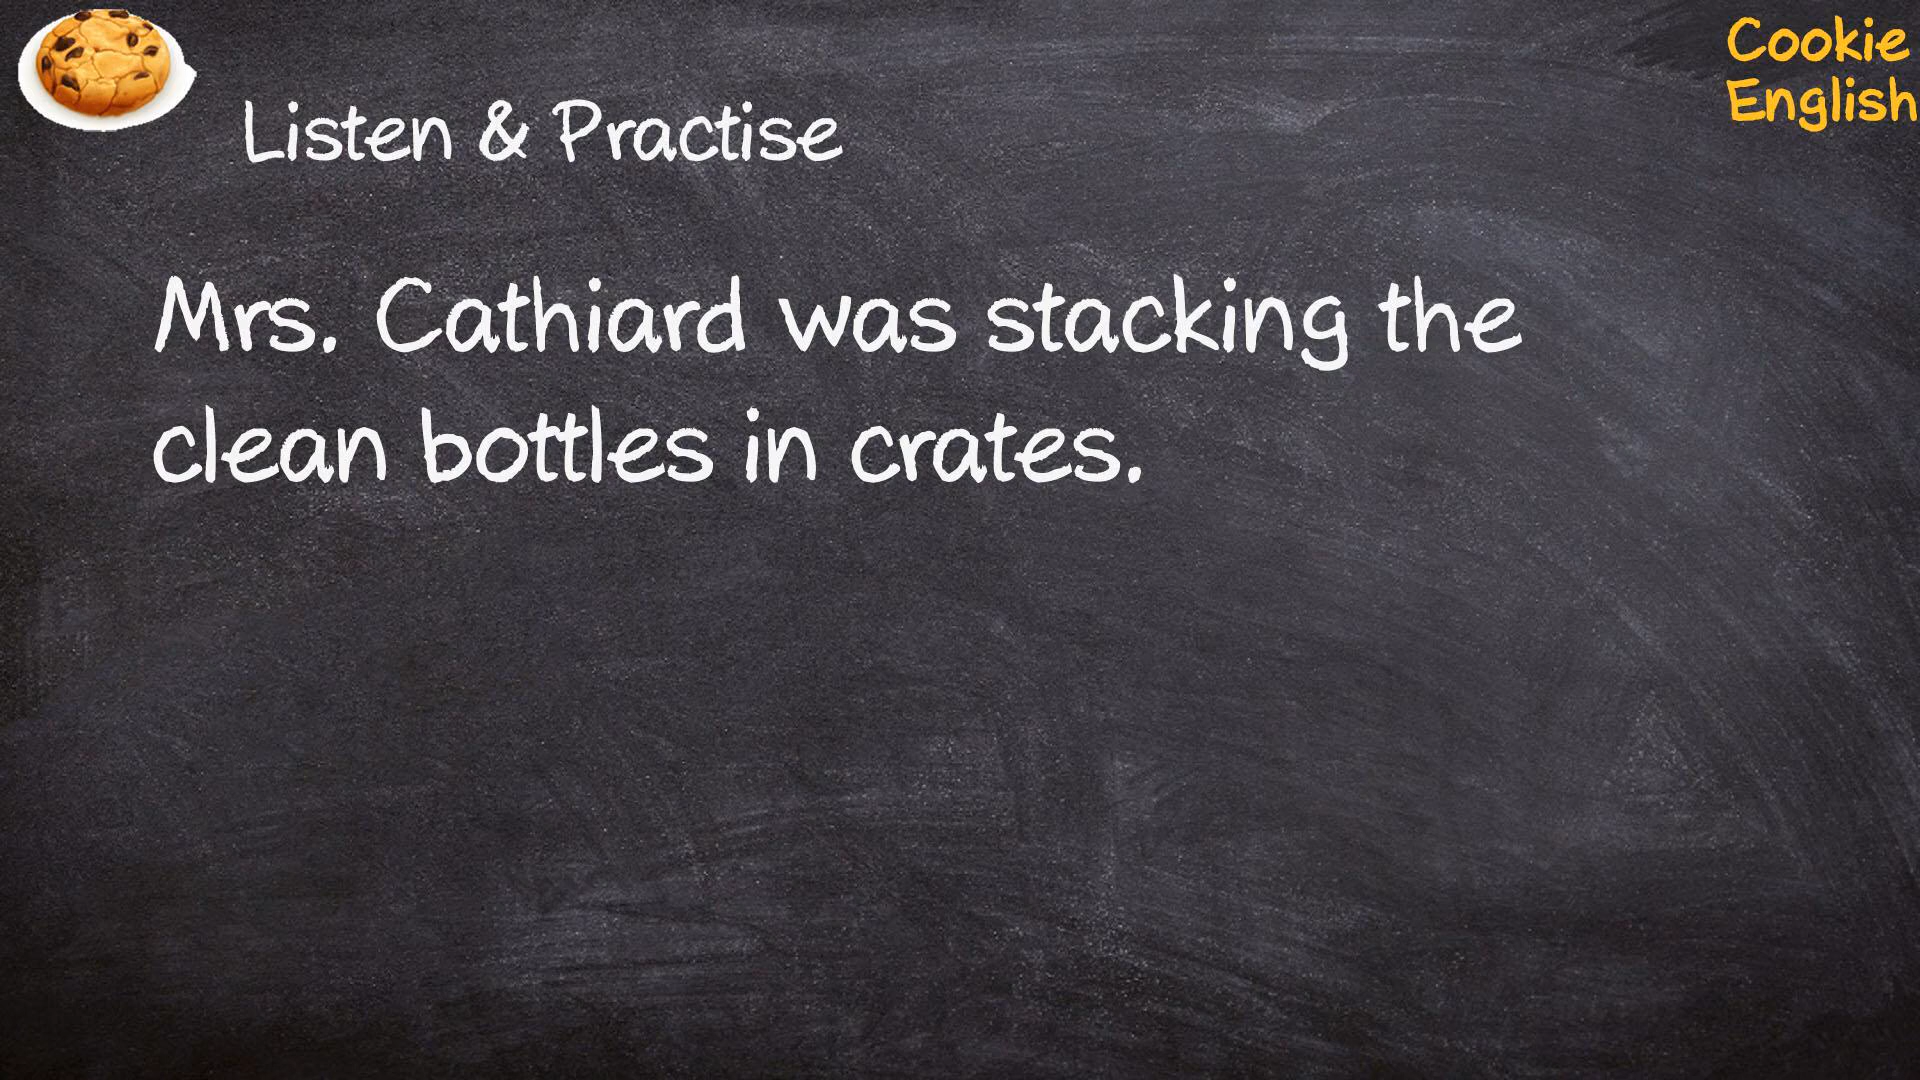 Cookie
English
Listen & Practise
Mrs. Cathiard was stacking the
clean bottles in crates.